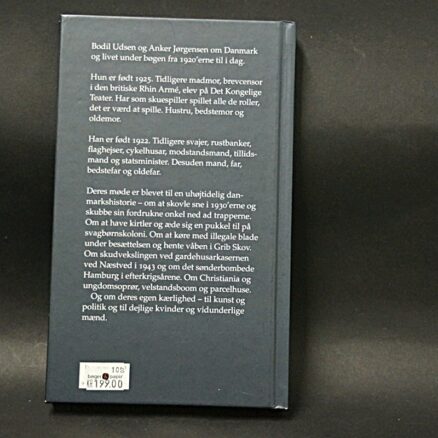 Bodil Udsen og Anker Jørgensen om Danmark
og livet under bøgen fra 1920'erne til i dag.
Hun er født 1925. Tidligere madmor, brevcensor
i den britiske Rhin Armé, elev på Det Kongelige
Teater. Har som skuespiller spillet alle de roller,
det er værd at spille. Hustru, bedstemor og
oldemor.
Han er født 1922. Tidligere svajer, rustbanker,
flaghejser, cykelhusar, modstandsmand, tillids-
mand og statsminister. Desuden mand, far,
bedstefar og oldefar.
Deres møde er blevet til en uhøjtidelig dan-
markshistorie – om at skovle sne i 1930'erne og
skubbe sin fordrukne onkel ned ad trapperne.
Om at have kirtler og æde sig en pukkel til på
svagbørnskoloni. Om at køre med illegale blade
under besættelsen og hente våben i Grib Skov.
Om skudvekslingen ved gardehusarkasernen
ved Næstved i 1943 og om det sønderbombede
Hamburg i efterkrigsårene. Om Christiania og
ungdomsoprør, velstandsboom og parcelhuse.
Og om deres egen kærlighed – til kunst og
politik og til dejlige kvinder og vidunderlige
mænd.
bøger & papir
199.00